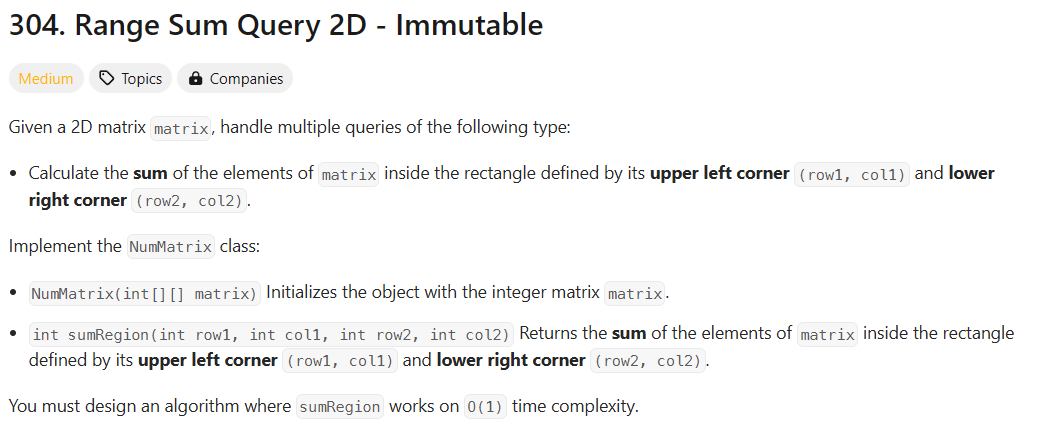 304. Range Sum Query 2D - Immutable
Medium Topics Companies
Given a 2D matrix matrix, handle multiple queries of the following type:
• Calculate the sum of the elements of matrix inside the rectangle defined by its upper left corner (row1, col1) and lower
right corner (row2, col2).
Implement the NumMatrix class:
• NumMatrix(int[][] matrix) Initializes the object with the integer matrix matrix.
• int sumRegion(int row1, int col1, int row2, int col2) Returns the sum of the elements of matrix inside the rectangle
defined by its upper left corner (row1, col1) and lower right corner (row2, col2).
You must design an algorithm where sumRegion works on O(1) time complexity.